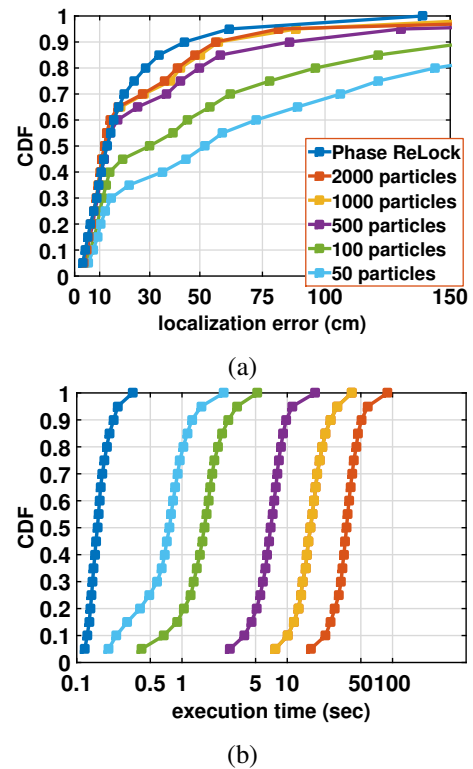 1
0.9
0.8
0.7
0.6
0.5
0.4
0.3
0.2
0.1
0
CDF
Phase ReLock
2000 particles
1000 particles
500 particles
100 particles
50 particles
0 10 30 50 75 100 150
localization error (cm)
(a)
1
0.9
0.8
0.7
0.6
0.5
0.4
0.3
0.2
0.1
0
CDF
0.1 0.5 1 5 10 50 100
execution time (sec)
(b)